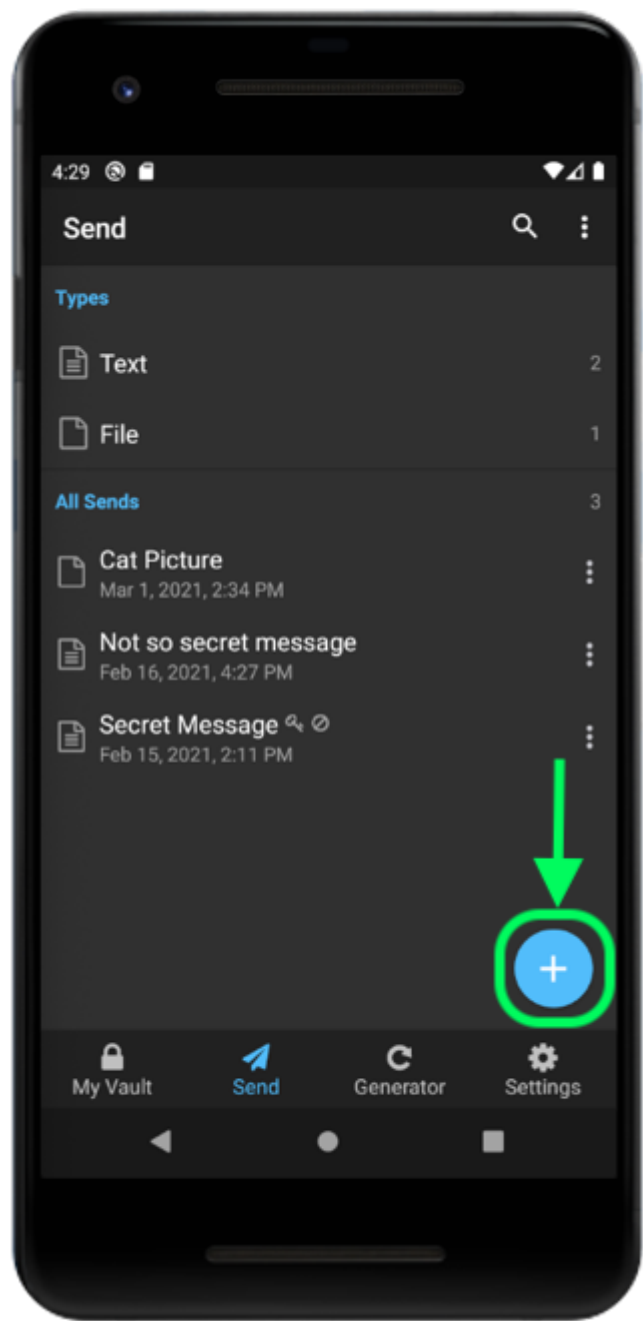 4:29
Send
Types
Text 2
File 1
All Sends 3
Cat Picture
Mar 1, 2021, 2:34 PM
Not so secret message
Feb 16, 2021, 4:27 PM
Secret Message
Feb 15, 2021, 2:11 PM
My Vault Send Generator Settings